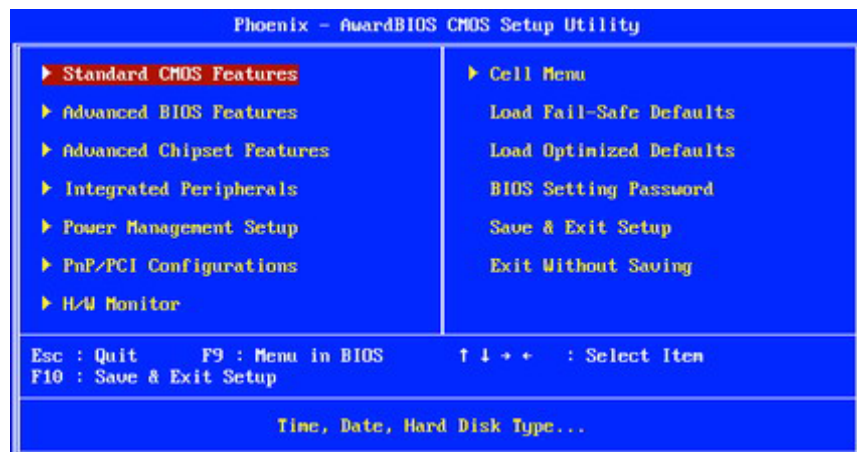 Phoenix - AwardBIOS CMOS Setup Utility
Standard CMOS Features
Advanced BIOS Features
Advanced Chipset Features
Integrated Peripherals
Power Management Setup
PnP/PCI Configurations
H/W Monitor
Cell Menu
Load Fail-Safe Defaults
Load Optimized Defaults
BIOS Setting Password
Save & Exit Setup
Exit Without Saving
Esc : Quit F9 : Menu in BIOS ↑ ↓ → ← : Select Item
F10 : Save & Exit Setup
Time, Date, Hard Disk Type...